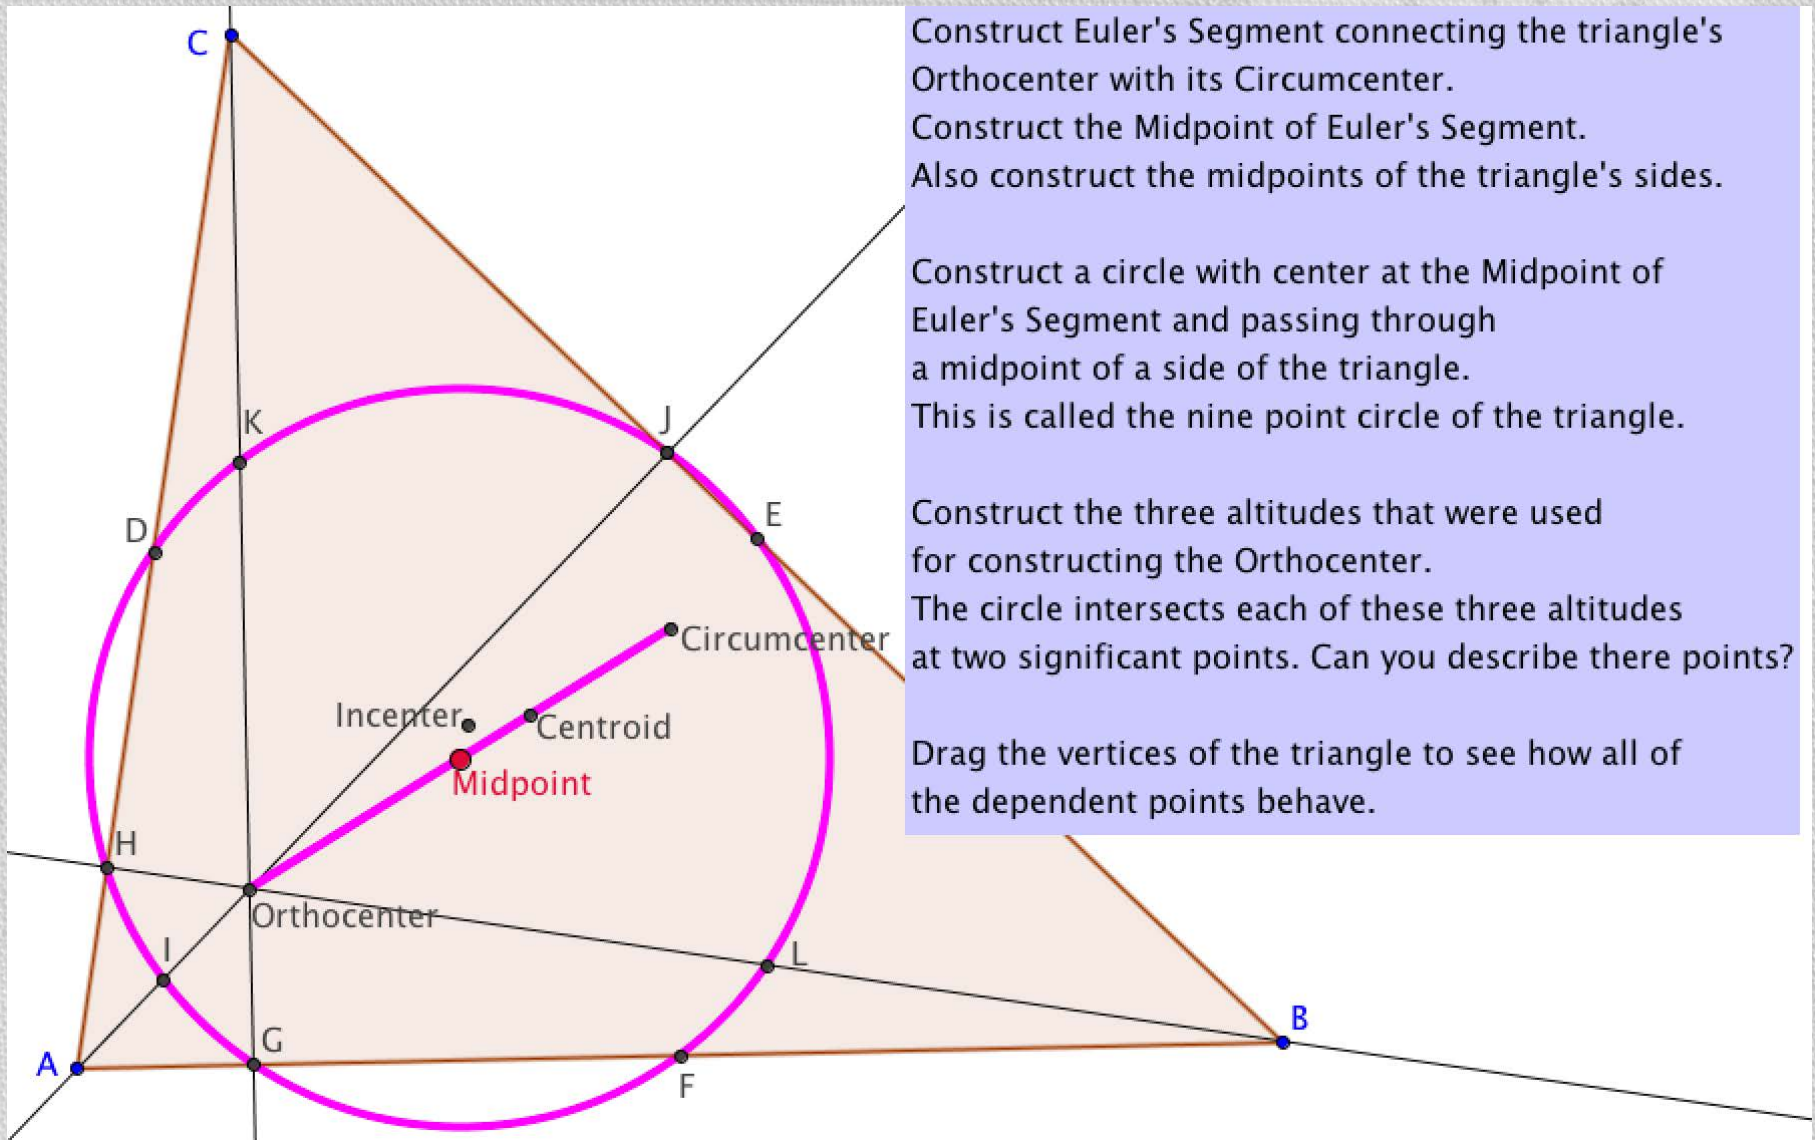 Construct Euler's Segment connecting the triangle's
Orthocenter with its Circumcenter.
Construct the Midpoint of Euler's Segment.
Also construct the midpoints of the triangle's sides.
Construct a circle with center at the Midpoint of
Euler's Segment and passing through
a midpoint of a side of the triangle.
This is called the nine point circle of the triangle.
Construct the three altitudes that were used
for constructing the Orthocenter.
The circle intersects each of these three altitudes
at two significant points. Can you describe there points?
Drag the vertices of the triangle to see how all of
the dependent points behave.
C
K
J
D
E
Circumcenter
Incenter
Centroid
Midpoint
H
Orthocenter
I
L
B
G
A
F